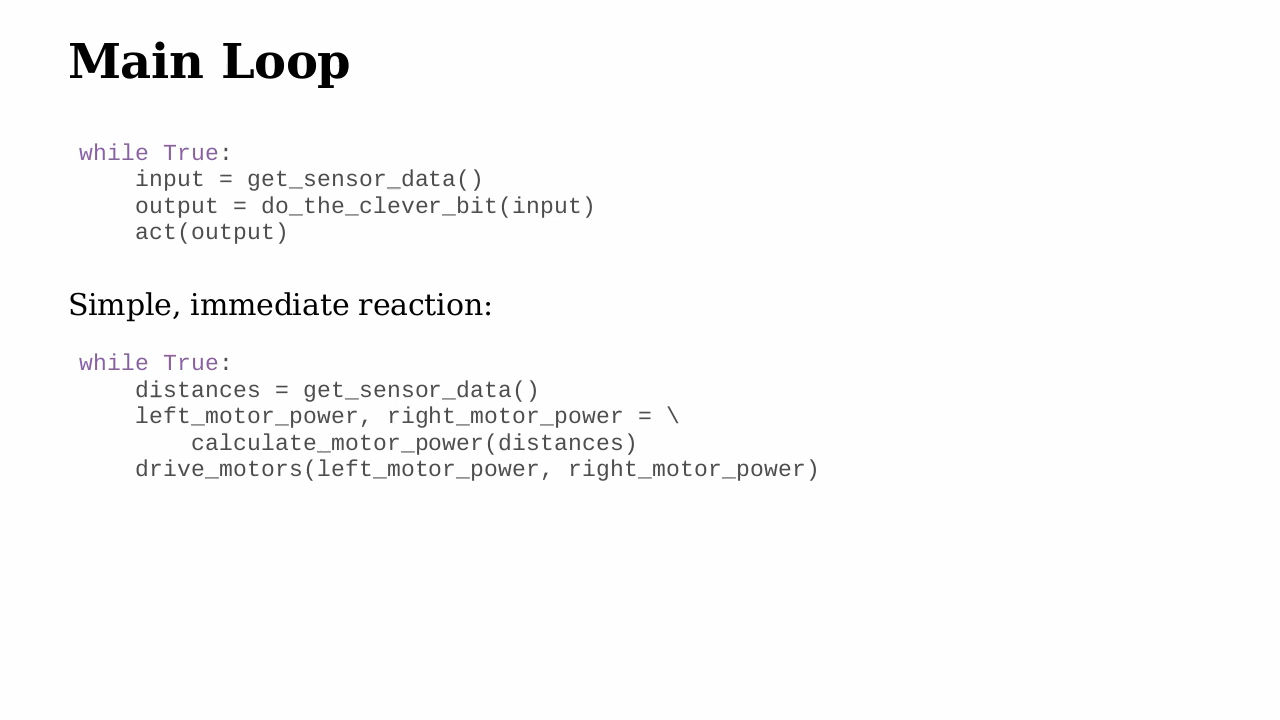 Main Loop
while True:
    input = get_sensor_data()
    output = do_the_clever_bit(input)
    act(output)
Simple, immediate reaction:
while True:
    distances = get_sensor_data()
    left_motor_power, right_motor_power = \
        calculate_motor_power(distances)
    drive_motors(left_motor_power, right_motor_power)